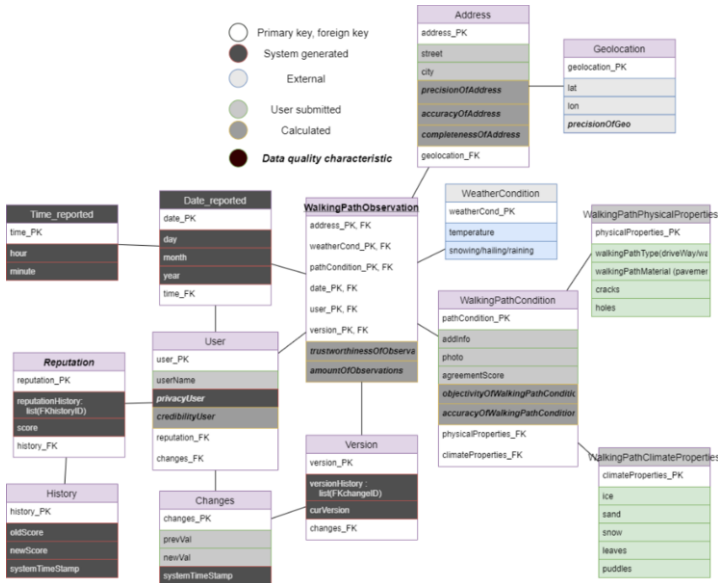 Primary key, foreign key
System generated
External
User submitted
Calculated
Data quality characteristic
Address
address_PK
street
city
precisionOfAddress
accuracyOfAddress
completenessOfAddress
geolocation_FK
Geolocation
geolocation_PK
lat
lon
precisionOfGeo
Time_reported
time_PK
hour
minute
Date_reported
date_PK
day
month
year
time_FK
WalkingPathObservation
address_PK, FK
weatherCond_PK, FK
pathCondition_PK, FK
date_PK, FK
user_PK, FK
version_PK, FK
trustworthinessOfObserva
amountOfObservations
WeatherCondition
weatherCond_PK
temperature
snowing/hailing/raining
WalkingPathPhysicalProperties
physicalProperties_PK
walkingPathType(driveWay/wa
walkingPathMaterial (pavemer
cracks
holes
WalkingPathCondition
pathCondition_PK
addInfo
photo
agreementScore
objectivityOfWalkingPathConditic
accuracyOfWalkingPathCondition
physicalProperties_FK
climateProperties_FK
User
user_PK
userName
privacyUser
credibilityUser
reputation_FK
changes_FK
Reputation
reputation_PK
reputationHistory:
list(FKhistoryID)
score
history_FK
Version
version_PK
versionHistory :
list(FKchangeID)
curVersion
changes_FK
WalkingPathClimateProperties
climateProperties_PK
ice
sand
snow
leaves
puddles
History
history_PK
oldScore
newScore
systemTimeStamp
Changes
changes_PK
prevVal
newVal
systemTimeStamp